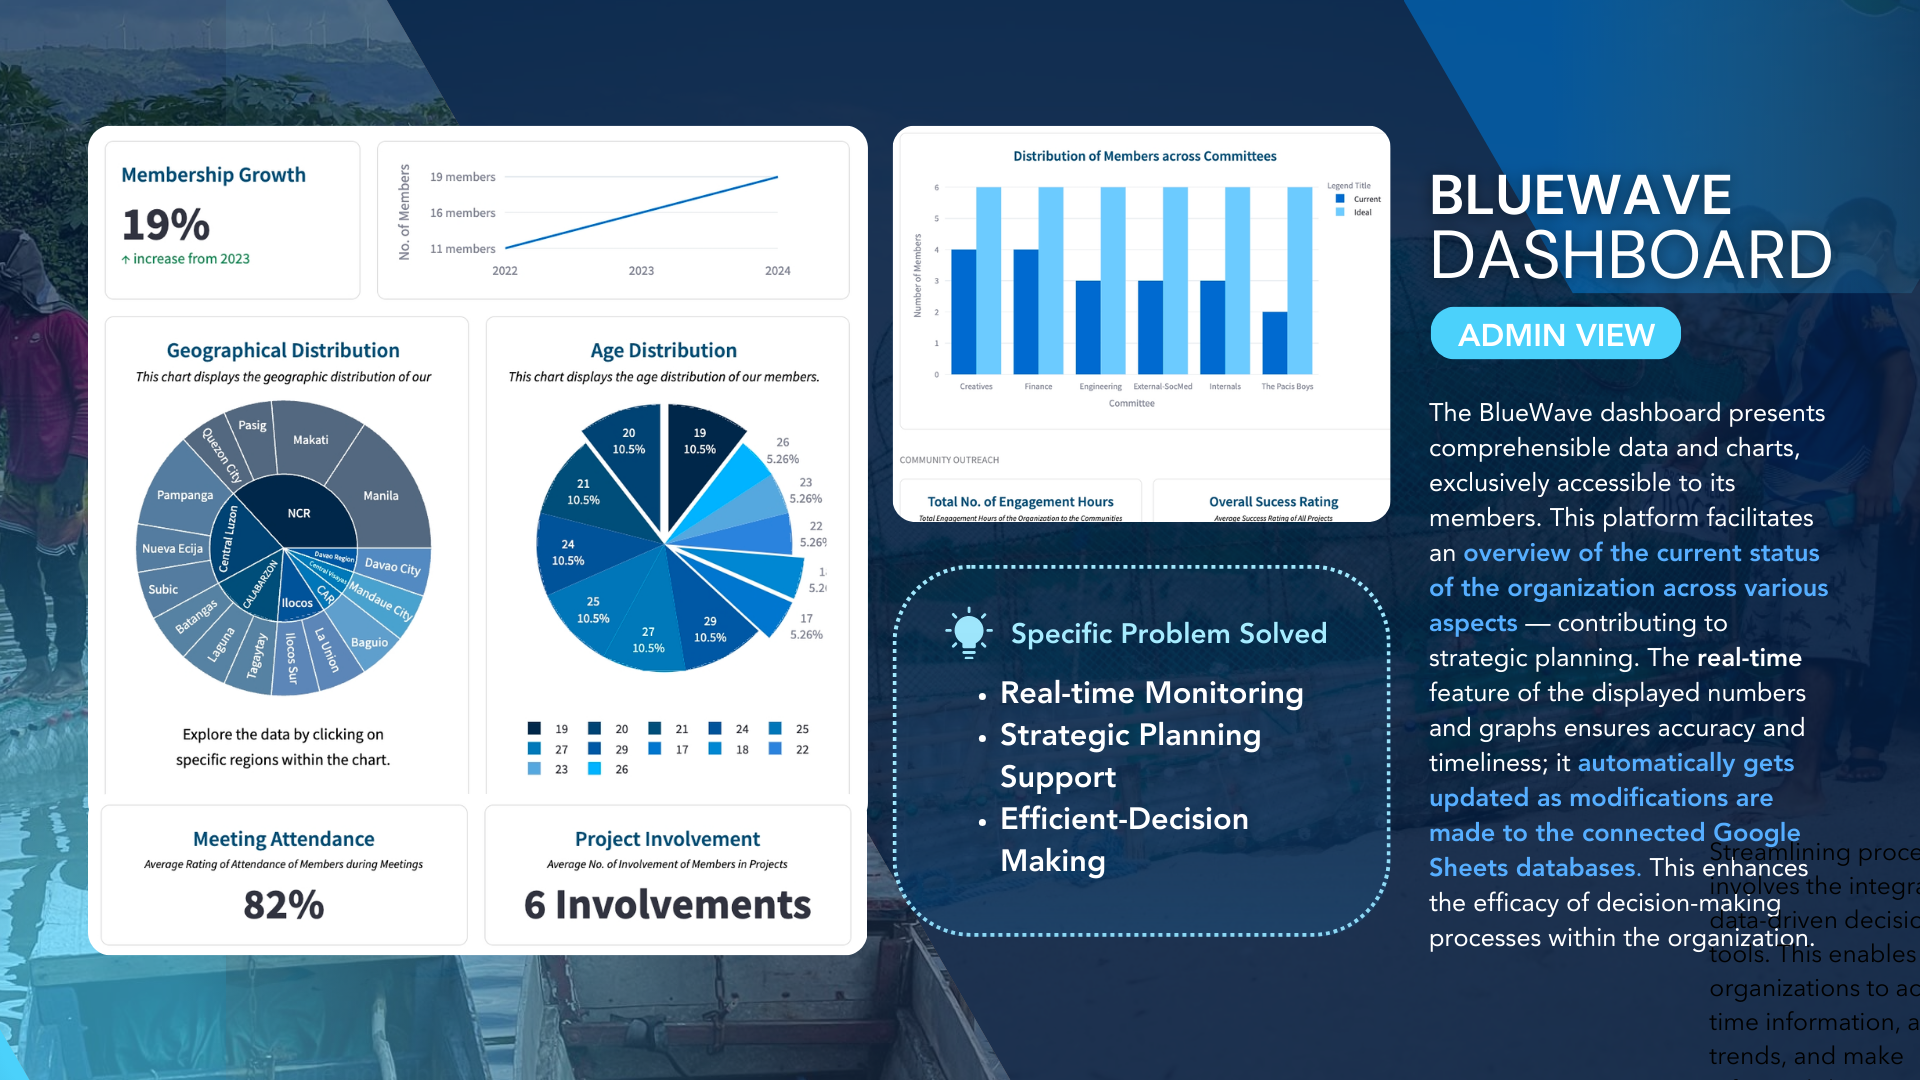 Membership Growth
19%
↑ increase from 2023
No. of Members
19 members
16 members
11 members
2022
2023
2024
Geographical Distribution
This chart displays the geographic distribution of our
Quezon City
Pasig
Makati
Manila
Pampanga
Nueva Ecija
Subic
Batangas
Laguna
Tagaytay
Ilocos Sur
La Union
Baguio
Mandaue City
Davao City
NCR
Central Luzon
CALABARZON
Ilocos
CAR
Central Visayas
Davao Region
Explore the data by clicking on
specific regions within the chart.
Age Distribution
This chart displays the age distribution of our members.
20
10.5%
19
10.5%
26
5.26%
23
5.26%
22
5.26%
17
5.26%
29
10.5%
27
10.5%
25
10.5%
24
10.5%
21
10.5%
19 20 21 24 25
27 29 17 18 22
23 26
Meeting Attendance
Average Rating of Attendance of Members during Meetings
82%
Project Involvement
Average No. of Involvement of Members in Projects
6 Involvements
Distribution of Members across Committees
Legend Title
Current
Ideal
Number of Members
6
5
4
3
2
1
0
Creatives Finance Engineering External-SocMed Internals The Pacis Boys
Committee
COMMUNITY OUTREACH
Total No. of Engagement Hours
Total Engagement Hours of the Organization to the Communities
Overall Sucess Rating
Average Success Rating of All Projects
Specific Problem Solved
• Real-time Monitoring
• Strategic Planning
Support
• Efficient-Decision
Making
BLUEWAVE
DASHBOARD
ADMIN VIEW
The BlueWave dashboard presents
comprehensible data and charts,
exclusively accessible to its
members. This platform facilitates
an overview of the current status
of the organization across various
aspects — contributing to
strategic planning. The real-time
feature of the displayed numbers
and graphs ensures accuracy and
timeliness; it automatically gets
updated as modifications are
made to the connected Google
Sheets databases. This enhances
the efficacy of decision-making
processes within the organization.
Streamlining
involves the
data-driven
tools. This enables
organizations to
time information,
trends, and make